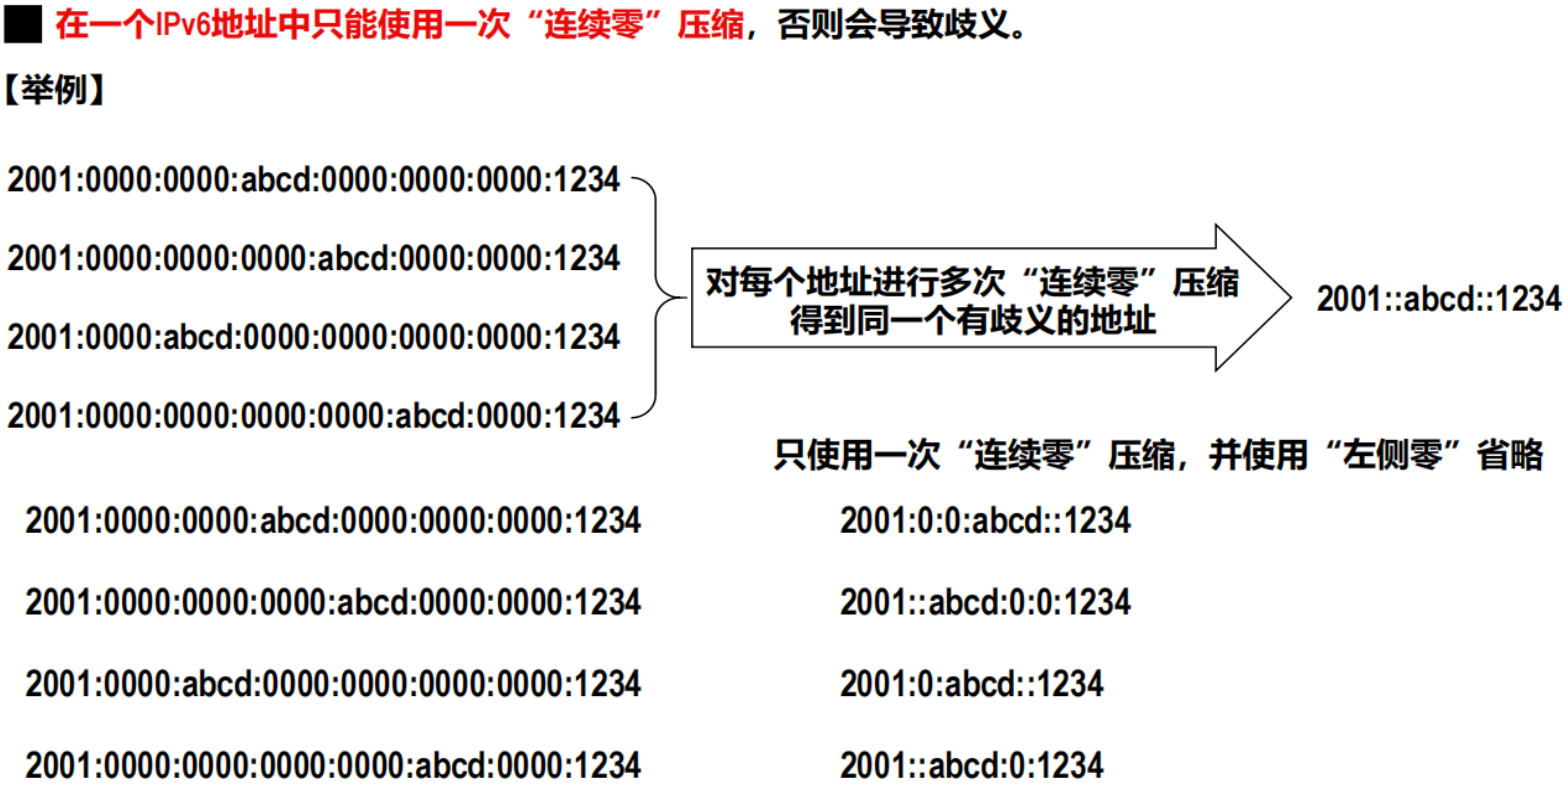 在一个IPv6地址中只能使用一次“连续零”压缩，否则会导致歧义。
【举例】
2001:0000:0000:abcd:0000:0000:0000:1234
2001:0000:0000:0000:abcd:0000:0000:1234
2001:0000:abcd:0000:0000:0000:0000:1234
2001:0000:0000:0000:0000:abcd:0000:1234
对每个地址进行多次“连续零”压缩
得到同一个有歧义的地址
2001::abcd::1234
只使用一次“连续零”压缩，并使用“左侧零”省略
2001:0000:0000:abcd:0000:0000:0000:1234
2001:0:0:abcd::1234
2001:0000:0000:0000:abcd:0000:0000:1234
2001::abcd:0:0:1234
2001:0000:abcd:0000:0000:0000:0000:1234
2001:0:abcd::1234
2001:0000:0000:0000:0000:abcd:0000:1234
2001::abcd:0:1234